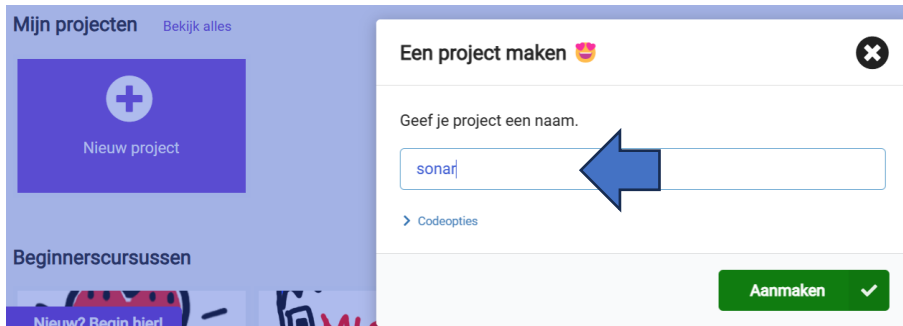 Mijn projecten Bekijk alles
Nieuw project
Beginnerscursussen
Nieuw? Begin hier!
Een project maken 😍
Geef je project een naam.
sonar
Codeopties
Aanmaken